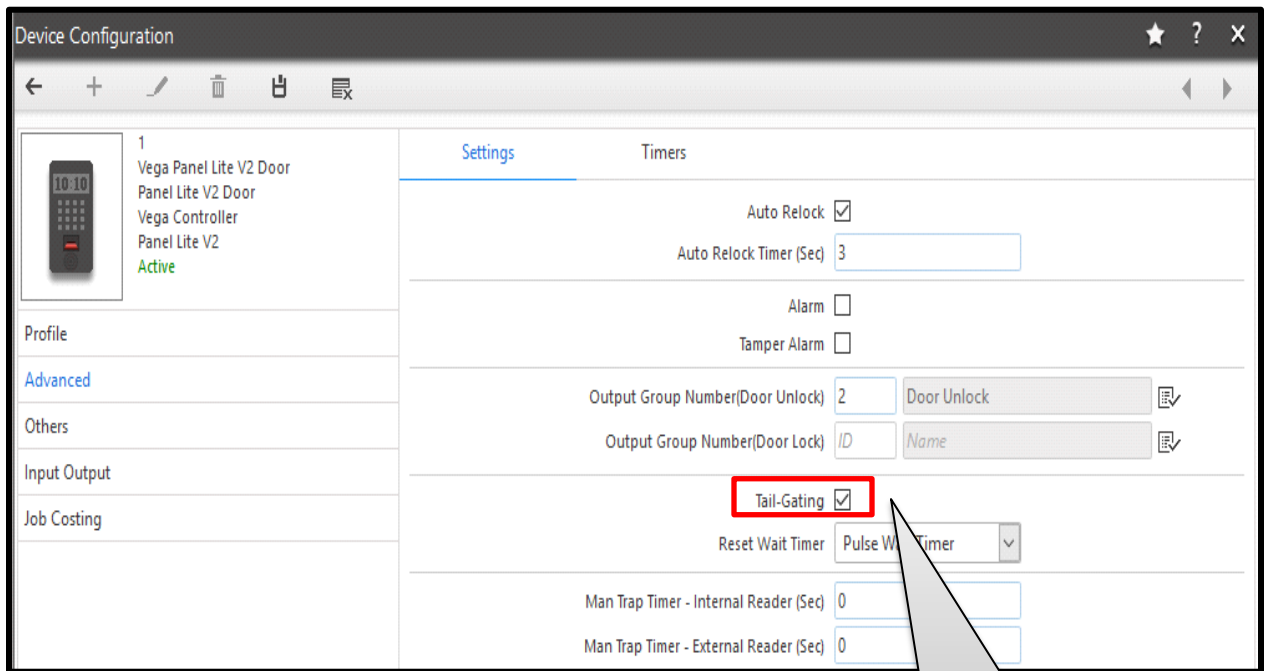 Device Configuration
10:10
1
Vega Panel Lite V2 Door
Panel Lite V2 Door
Vega Controller
Panel Lite V2
Active
Profile
Advanced
Others
Input Output
Job Costing
Settings Timers
Auto Relock
Auto Relock Timer (Sec) 3
Alarm
Tamper Alarm
Output Group Number(Door Unlock) 2 Door Unlock
Output Group Number(Door Lock) ID Name
Tail-Gating
Reset Wait Timer Pulse W Timer
Man Trap Timer - Internal Reader (Sec) 0
Man Trap Timer - External Reader (Sec) 0